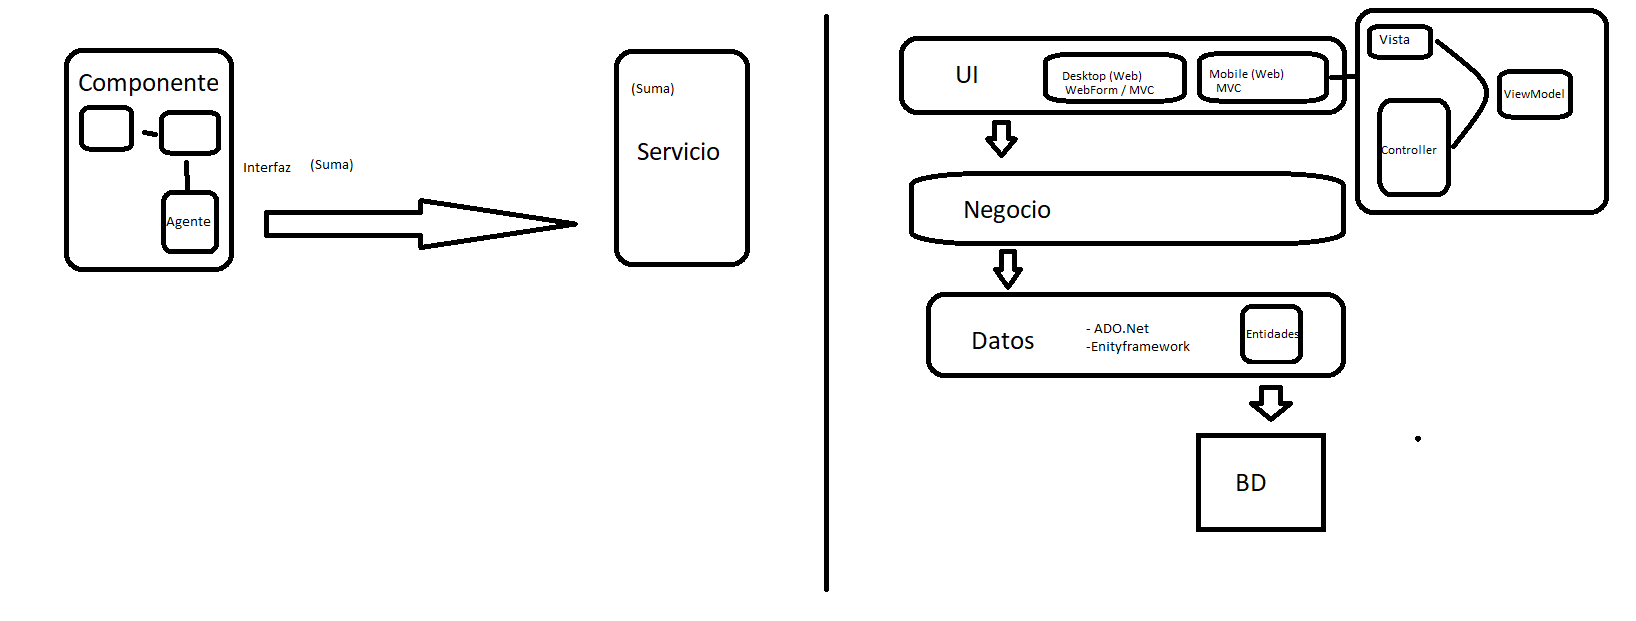 Componente
Agente
Interfaz (Suma)
(Suma)
Servicio
UI
Desktop (Web)
WebForm / MVC
Mobile (Web)
MVC
Vista
ViewModel
Controller
Negocio
Datos
- ADO.Net
-Enityframework
Entidades
BD